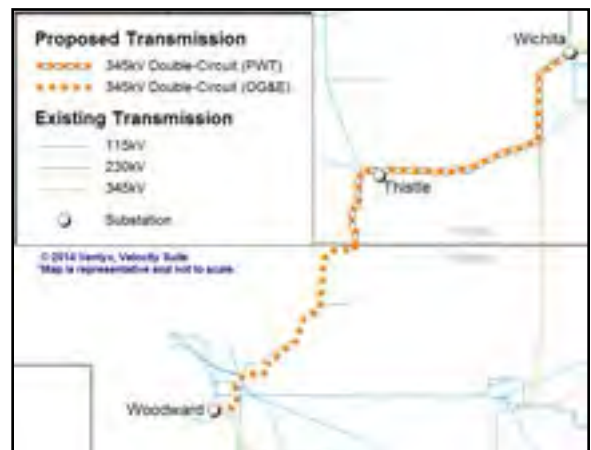 Proposed Transmission
345kV Double-Circuit (PWT)
345kV Double-Circuit (OG&E)
Existing Transmission
115kV
230kV
345kV
Substation
© 2014 Ventyx, Velocity Suite
*Map is representative and not to scale.
Wichita
Thistle
Woodward